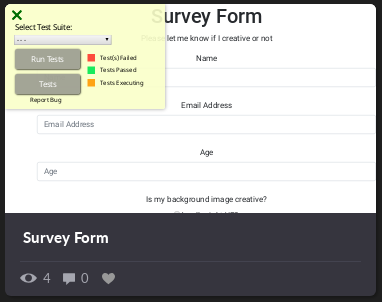 Survey Form
Select Test Suite:
Please let me know if I creative or not
- - -
Run Tests
Test(s) Failed
Name
Tests Passed
Tests
Tests Executing
Report Bug
Email Address
Email Address
Age
Age
Is my background image creative?
Survey Form
4
0